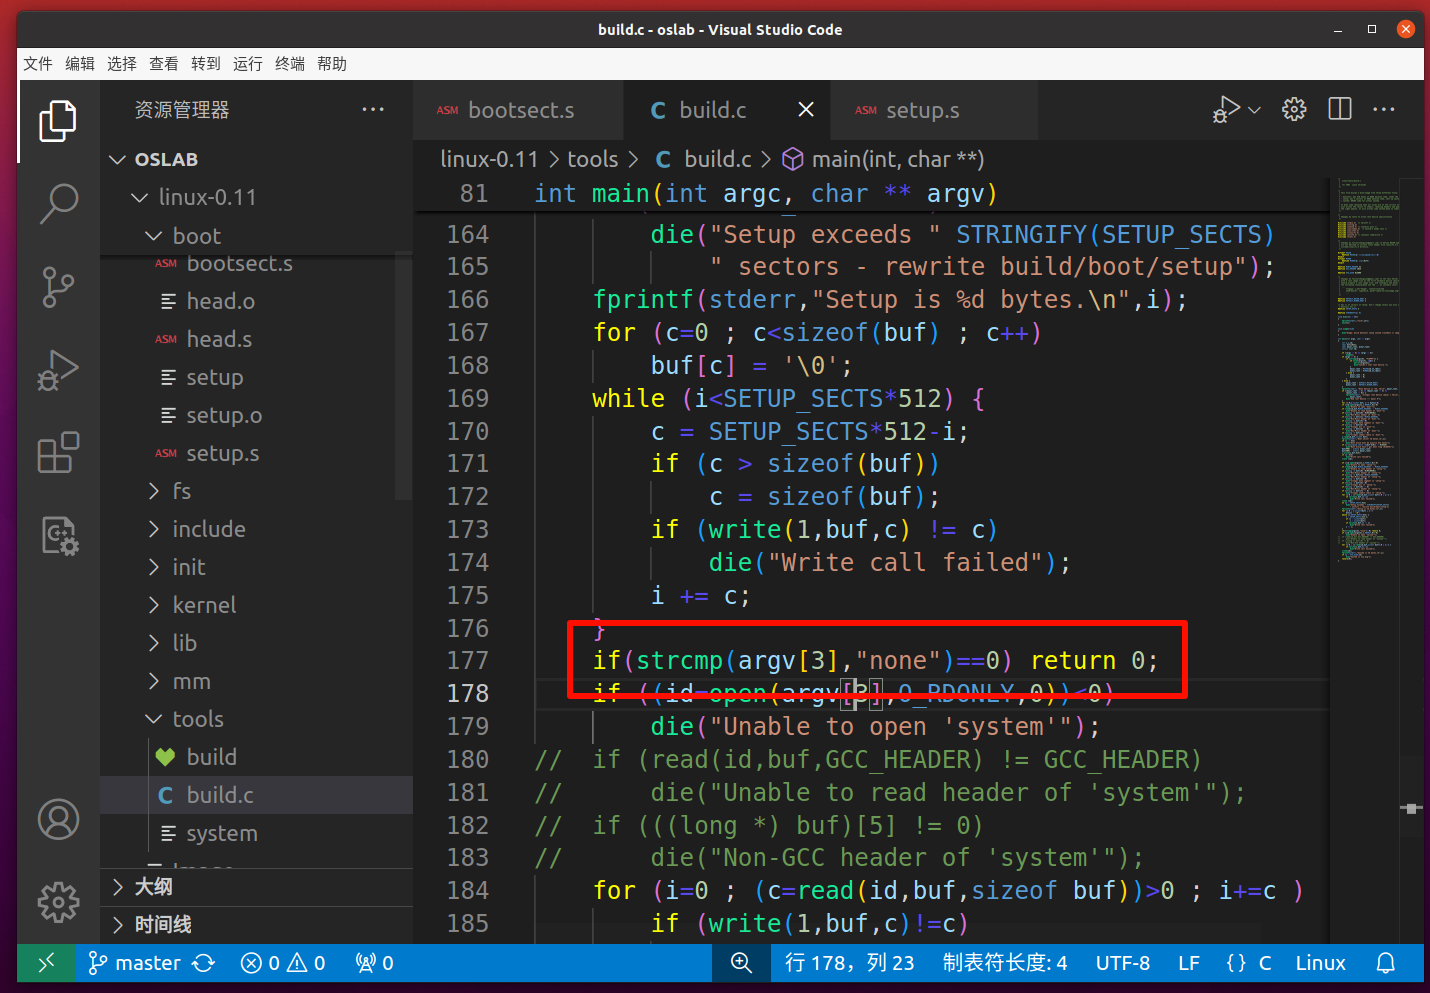 build.c - oslab - Visual Studio Code
文件 编辑 选择 查看 转到 运行 终端 帮助
资源管理器 ...
OSLAB
linux-0.11
boot
ASM bootsect.s
head.o
ASM head.s
setup
setup.o
ASM setup.s
fs
include
init
kernel
lib
mm
tools
build
C build.c
system
大纲
时间线
ASM bootsect.s C build.c ASM setup.s
linux-0.11 > tools > C build.c > main(int, char **)
81 int main(int argc, char ** argv)
164 die("Setup exceeds " STRINGIFY(SETUP_SECTS)
165 " sectors - rewrite build/boot/setup");
166 fprintf(stderr,"Setup is %d bytes.\n",i);
167 for (c=0 ; c<sizeof(buf) ; c++)
168 buf[c] = '\0';
169 while (i<SETUP_SECTS*512) {
170 c = SETUP_SECTS*512-i;
171 if (c > sizeof(buf))
172 c = sizeof(buf);
173 if (write(1,buf,c) != c)
174 die("Write call failed");
175 i += c;
176 }
177 if(strcmp(argv[3],"none")==0) return 0;
178 if ((id=open(argv[3],O_RDONLY,0))<0)
179 die("Unable to open 'system'");
180 // if (read(id,buf,GCC_HEADER) != GCC_HEADER)
181 // die("Unable to read header of 'system'");
182 // if (((long *) buf)[5] != 0)
183 // die("Non-GCC header of 'system'");
184 for (i=0 ; (c=read(id,buf,sizeof buf))>0 ; i+=c )
185 if (write(1,buf,c)!=c)
master 0 0 0 行 178，列 23 制表符长度: 4 UTF-8 LF {} C Linux